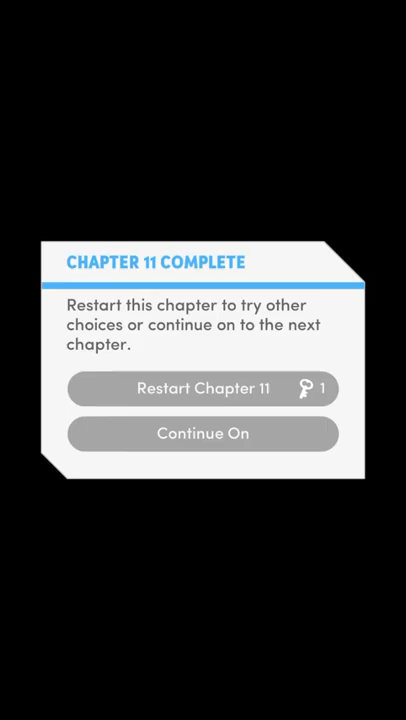 CHAPTER 11 COMPLETE
Restart this chapter to try other
choices or continue on to the next
chapter.
Restart Chapter 11 1
Continue On